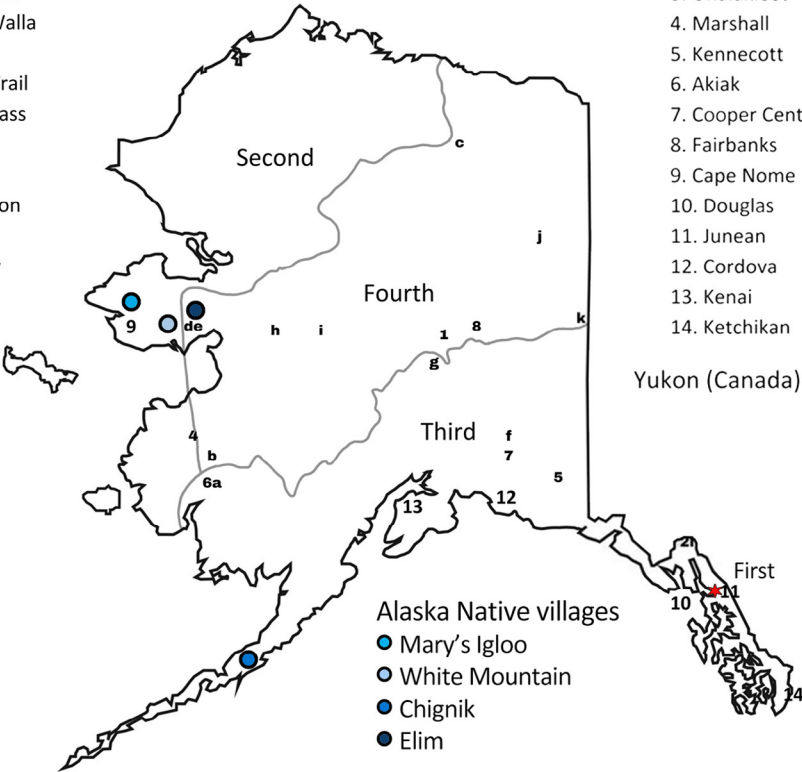 Valla
rail
ass
on
4. Marshall
5. Kennecott
6. Akiak
7. Cooper Cent
8. Fairbanks
9. Cape Nome
10. Douglas
11. Junean
12. Cordova
13. Kenai
14. Ketchikan
Yukon (Canada)
Second
c
j
Fourth
k
9
de
h
i
1
8
g
Third
4
b
6a
f
7
5
13
12
2l
First
10
11
14
Alaska Native villages
Mary's Igloo
White Mountain
Chignik
Elim